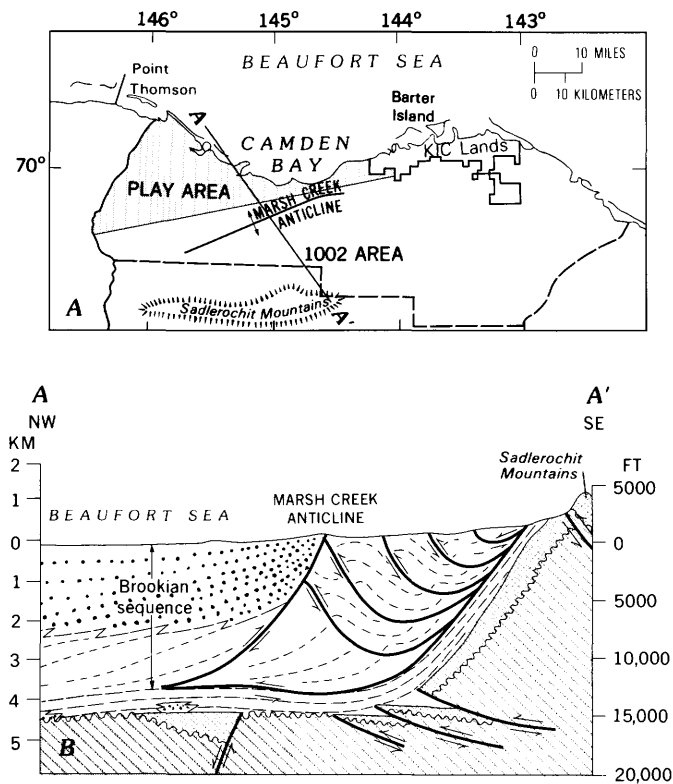 146° 145° 144° 143°
BEAUFORT SEA
0 10 MILES
0 10 KILOMETERS
Point
Thomson
Barter
Island
A
CAMDEN
BAY
KIC Lands
70°
PLAY AREA
MARSH CREEK
ANTICLINE
1002 AREA
A
Sadlerochit Mountains
A'
A A'
NW SE
KM FT
Sadlerochit
Mountains
2
5000
1
MARSH CREEK
ANTICLINE
BEAUFORT SEA
0 0
Brookian
sequence
1
5000
2
3
10,000
4
15,000
5
B
20,000